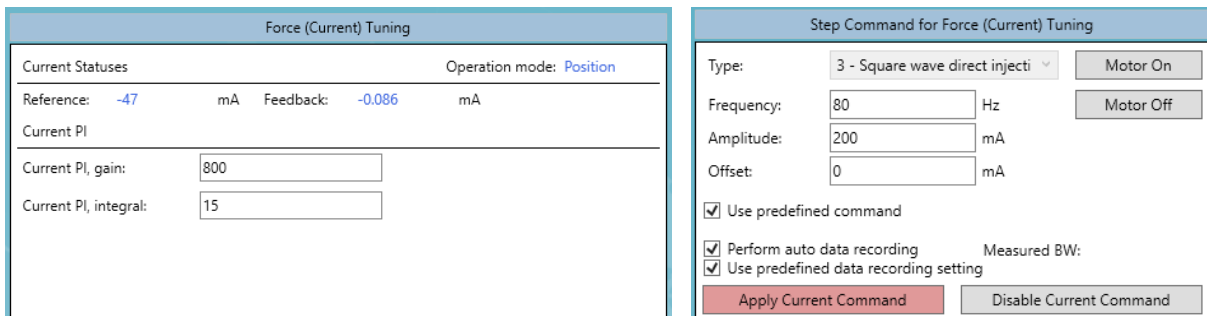 Force (Current) Tuning
Current Statuses Operation mode: Position
Reference: -47 mA Feedback: -0.086 mA
Current PI
Current PI, gain: 800
Current PI, integral: 15
Step Command for Force (Current) Tuning
Type: 3 - Square wave direct injecti Motor On
Frequency: 80 Hz Motor Off
Amplitude: 200 mA
Offset: 0 mA
Use predefined command
Perform auto data recording Measured BW:
Use predefined data recording setting
Apply Current Command Disable Current Command